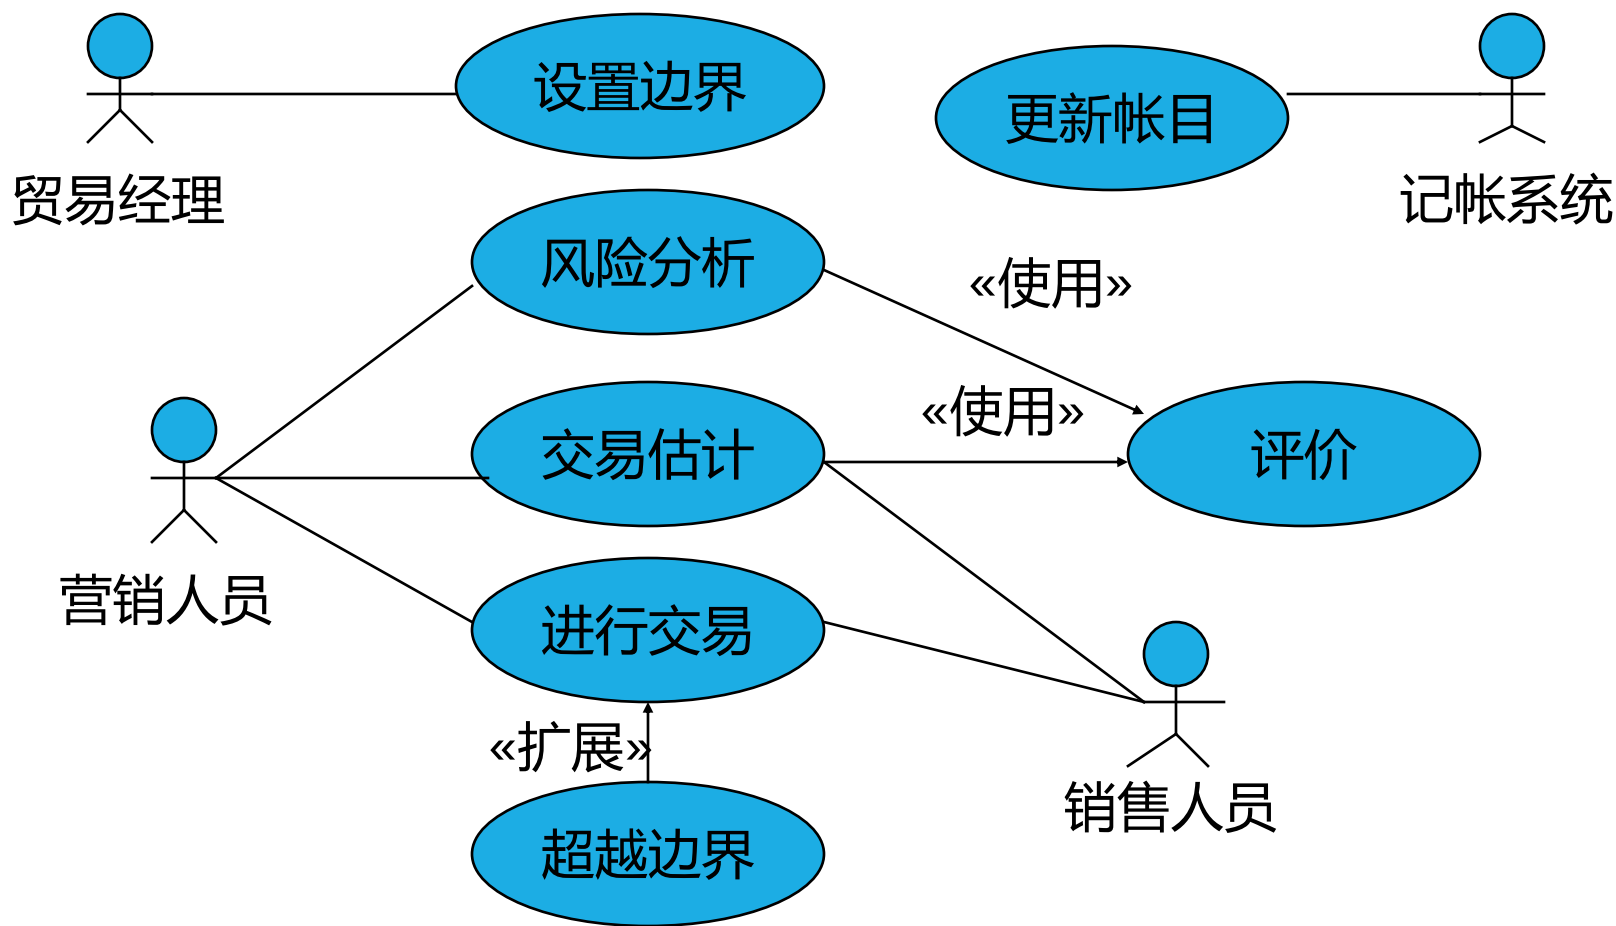 设置边界
更新帐目
贸易经理
记帐系统
风险分析
«使用»
«使用»
交易估计
评价
营销人员
进行交易
«扩展»
销售人员
超越边界